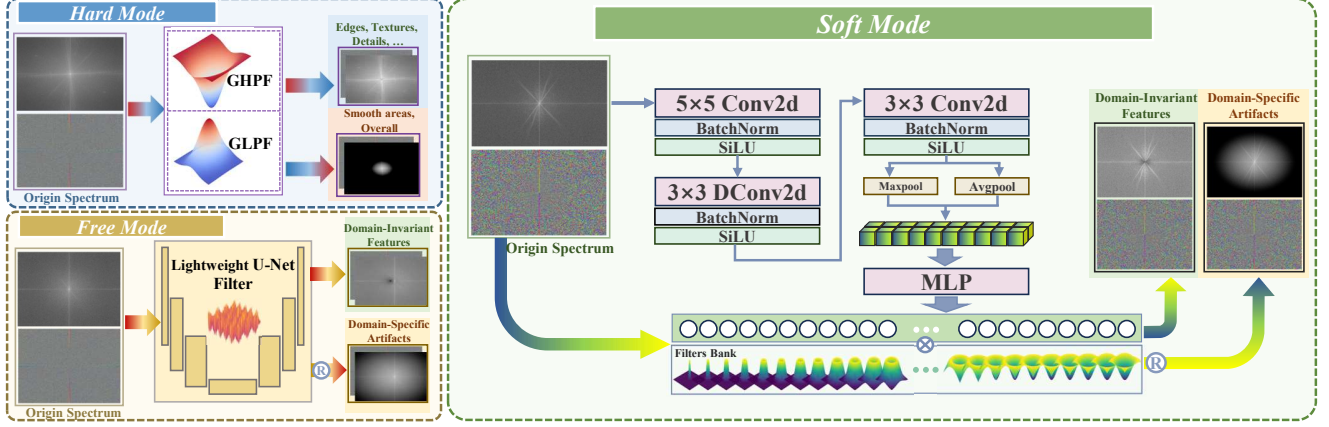 Hard Mode
GHPF
GLPF
Edges, Textures,
Details, …
Smooth areas,
Overall
Origin Spectrum
Free Mode
Lightweight U-Net
Filter
Domain-Invariant
Features
Domain-Specific
Artifacts
R
Origin Spectrum
Soft Mode
Origin Spectrum
5×5 Conv2d
BatchNorm
SiLU
3×3 DConv2d
BatchNorm
SiLU
3×3 Conv2d
BatchNorm
SiLU
Maxpool
Avgpool
MLP
Filters Bank
R
Domain-Invariant
Features
Domain-Specific
Artifacts